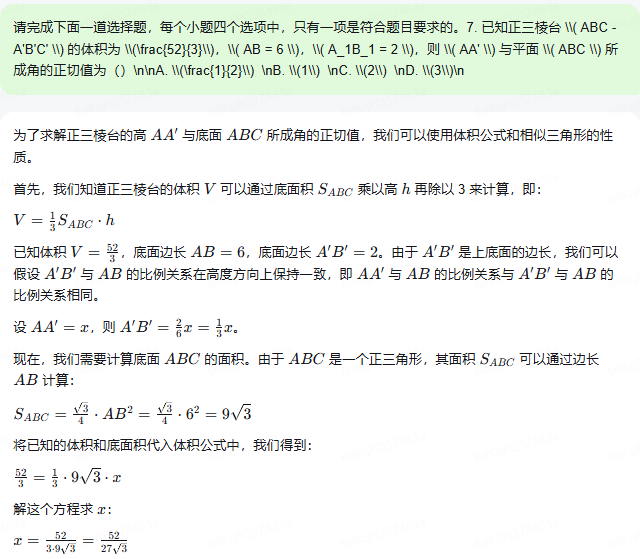 请完成下面一道选择题，每个小题四个选项中，只有一项是符合题目要求的。7. 已知正三棱台 \\( ABC -
A'B'C' \\) 的体积为 \\(\frac{52}{3}\\)，\\( AB = 6 \\)，\\( A_1B_1 = 2 \\)，则 \\( AA' \\) 与平面 \\( ABC \\) 所
成角的正切值为（）\n\nA. \\(\frac{1}{2}\\) \nB. \\(1\\) \nC. \\(2\\) \nD. \\(3\\)\n
为了求解正三棱台的高 AA′ 与底面 ABC 所成角的正切值，我们可以使用体积公式和相似三角形的性
质。
首先，我们知道正三棱台的体积 V 可以通过底面积 S_{ABC} 乘以高 h 再除以 3 来计算，即：
V = \frac{1}{3}S_{ABC} · h
已知体积 V = \frac{52}{3}，底面边长 AB = 6，底面边长 A′B′ = 2。由于 A′B′ 是上底面的边长，我们可以
假设 A′B′ 与 AB 的比例关系在高度方向上保持一致，即 AA′ 与 AB 的比例关系与 A′B′ 与 AB 的
比例关系相同。
设 AA′ = x，则 A′B′ = \frac{2}{6}x = \frac{1}{3}x。
现在，我们需要计算底面 ABC 的面积。由于 ABC 是一个正三角形，其面积 S_{ABC} 可以通过边长
AB 计算：
S_{ABC} = \frac{\sqrt{3}}{4} · AB^2 = \frac{\sqrt{3}}{4} · 6^2 = 9\sqrt{3}
将已知的体积和底面积代入体积公式中，我们得到：
\frac{52}{3} = \frac{1}{3} · 9\sqrt{3} · x
解这个方程求 x：
x = \frac{52}{3·9\sqrt{3}} = \frac{52}{27\sqrt{3}}